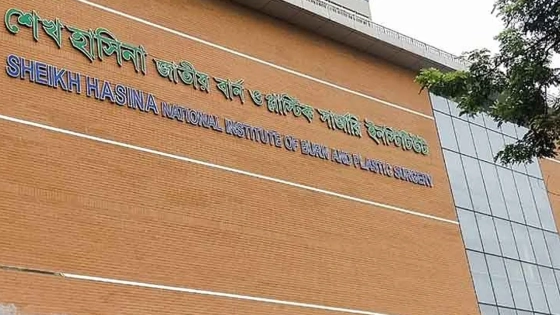 শেখ হাসিনা জাতীয় বার্ন ও প্লাস্টিক সার্জারি ইনস্টিটিউট
SHEIKH HASINA NATIONAL INSTITUTE OF BURN AND PLASTIC SURGERY